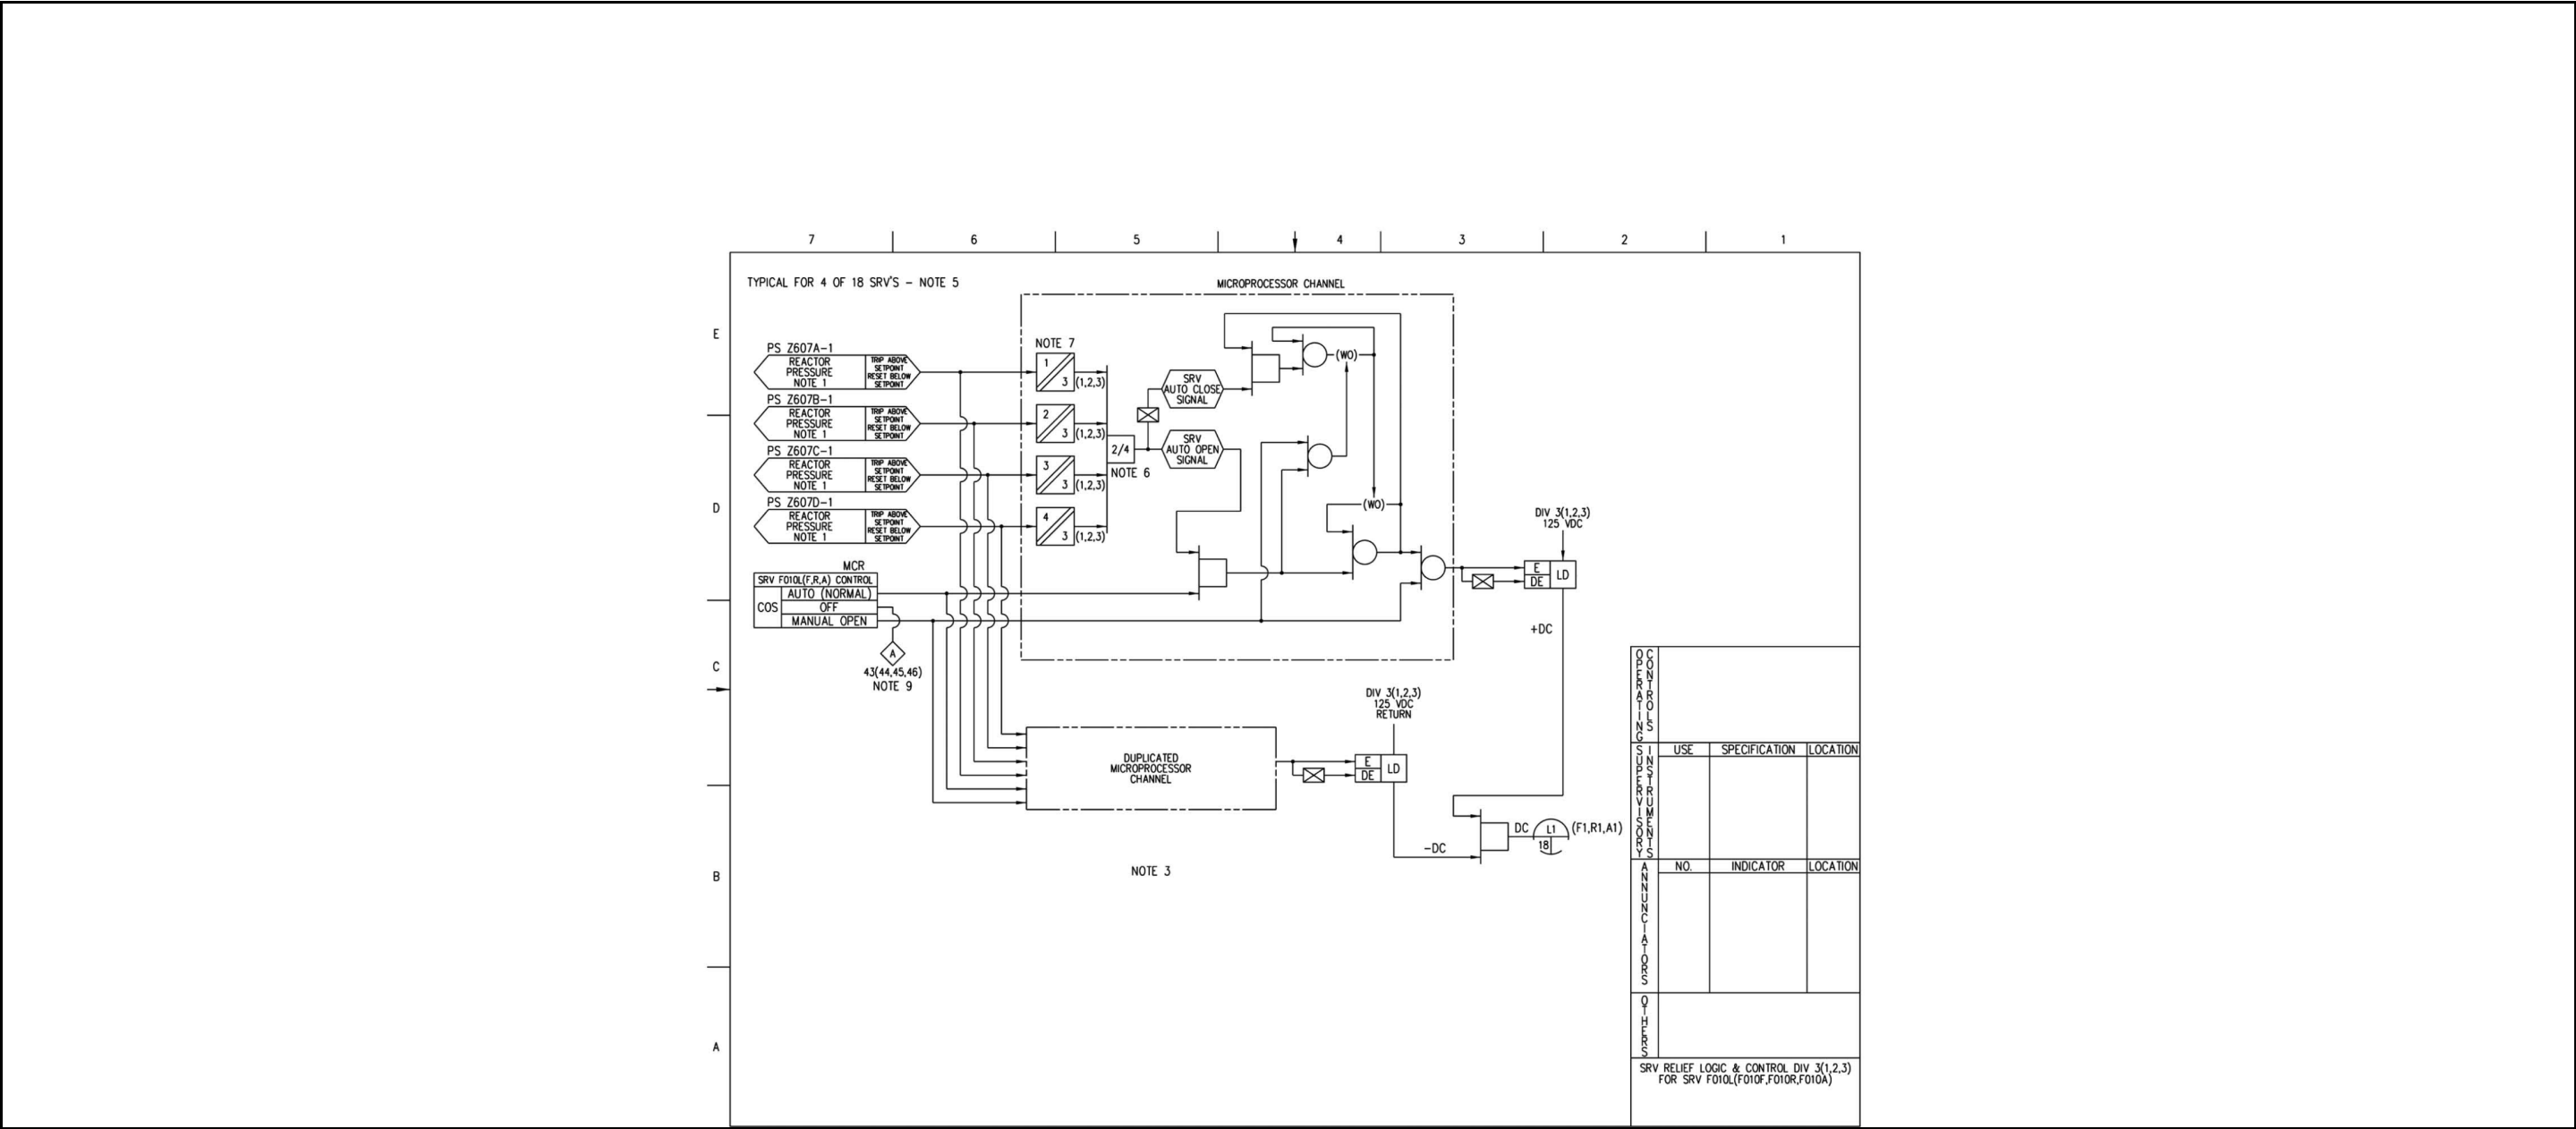 7 6 5 4 3 2 1
TYPICAL FOR 4 OF 18 SRV'S - NOTE 5
MICROPROCESSOR CHANNEL
E
D
C
B
A
PS Z607A-1
REACTOR
PRESSURE
NOTE 1
TRIP ABOVE
SETPOINT
RESET BELOW
SETPOINT
PS Z607B-1
REACTOR
PRESSURE
NOTE 1
TRIP ABOVE
SETPOINT
RESET BELOW
SETPOINT
PS Z607C-1
REACTOR
PRESSURE
NOTE 1
TRIP ABOVE
SETPOINT
RESET BELOW
SETPOINT
PS Z607D-1
REACTOR
PRESSURE
NOTE 1
TRIP ABOVE
SETPOINT
RESET BELOW
SETPOINT
NOTE 7
1
3 (1,2,3)
2
3 (1,2,3)
3
3 (1,2,3)
4
3 (1,2,3)
2/4
NOTE 6
SRV
AUTO CLOSE
SIGNAL
SRV
AUTO OPEN
SIGNAL
(WO)
(WO)
MCR
SRV F010L(F,R,A) CONTROL
COS
AUTO (NORMAL)
OFF
MANUAL OPEN
A
43(44,45,46)
NOTE 9
DIV 3(1,2,3)
125 VDC
E
DE
LD
+DC
DIV 3(1,2,3)
125 VDC
RETURN
DUPLICATED
MICROPROCESSOR
CHANNEL
E
DE
LD
-DC
DC
L1
18
(F1,R1,A1)
NOTE 3
OPERATING
CONTROLS
SUPERVISORY
INSTRUMENTS
USE SPECIFICATION LOCATION
ANNUNCIATORS
NO. INDICATOR LOCATION
OTHERS
SRV RELIEF LOGIC & CONTROL DIV 3(1,2,3)
FOR SRV F010L(F010F,F010R,F010A)